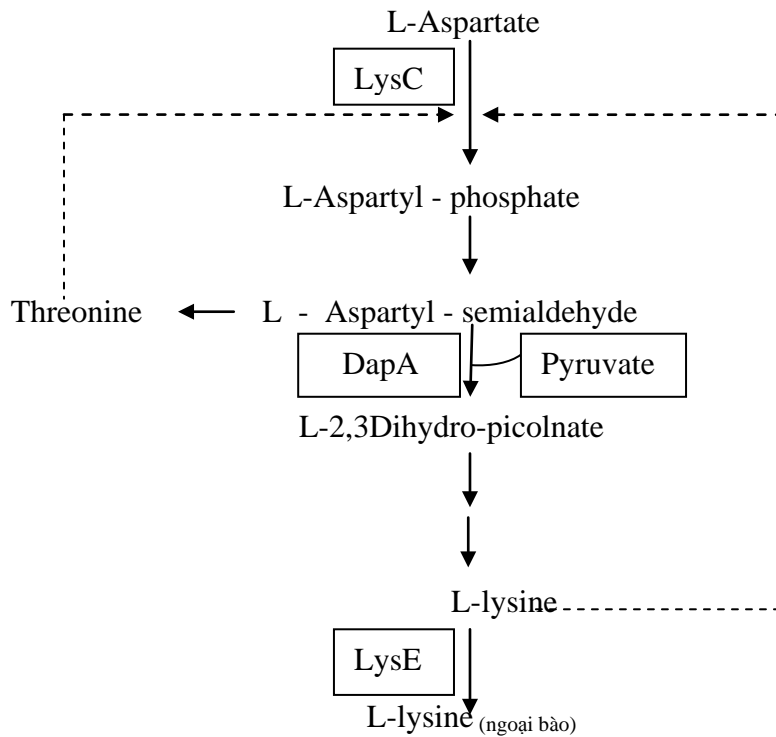 L-Aspartate
LysC
L-Aspartyl - phosphate
Threonine
L - Aspartyl - semialdehyde
DapA
Pyruvate
L-2,3Dihydro-picolnate
L-lysine
LysE
L-lysine (ngoại bào)